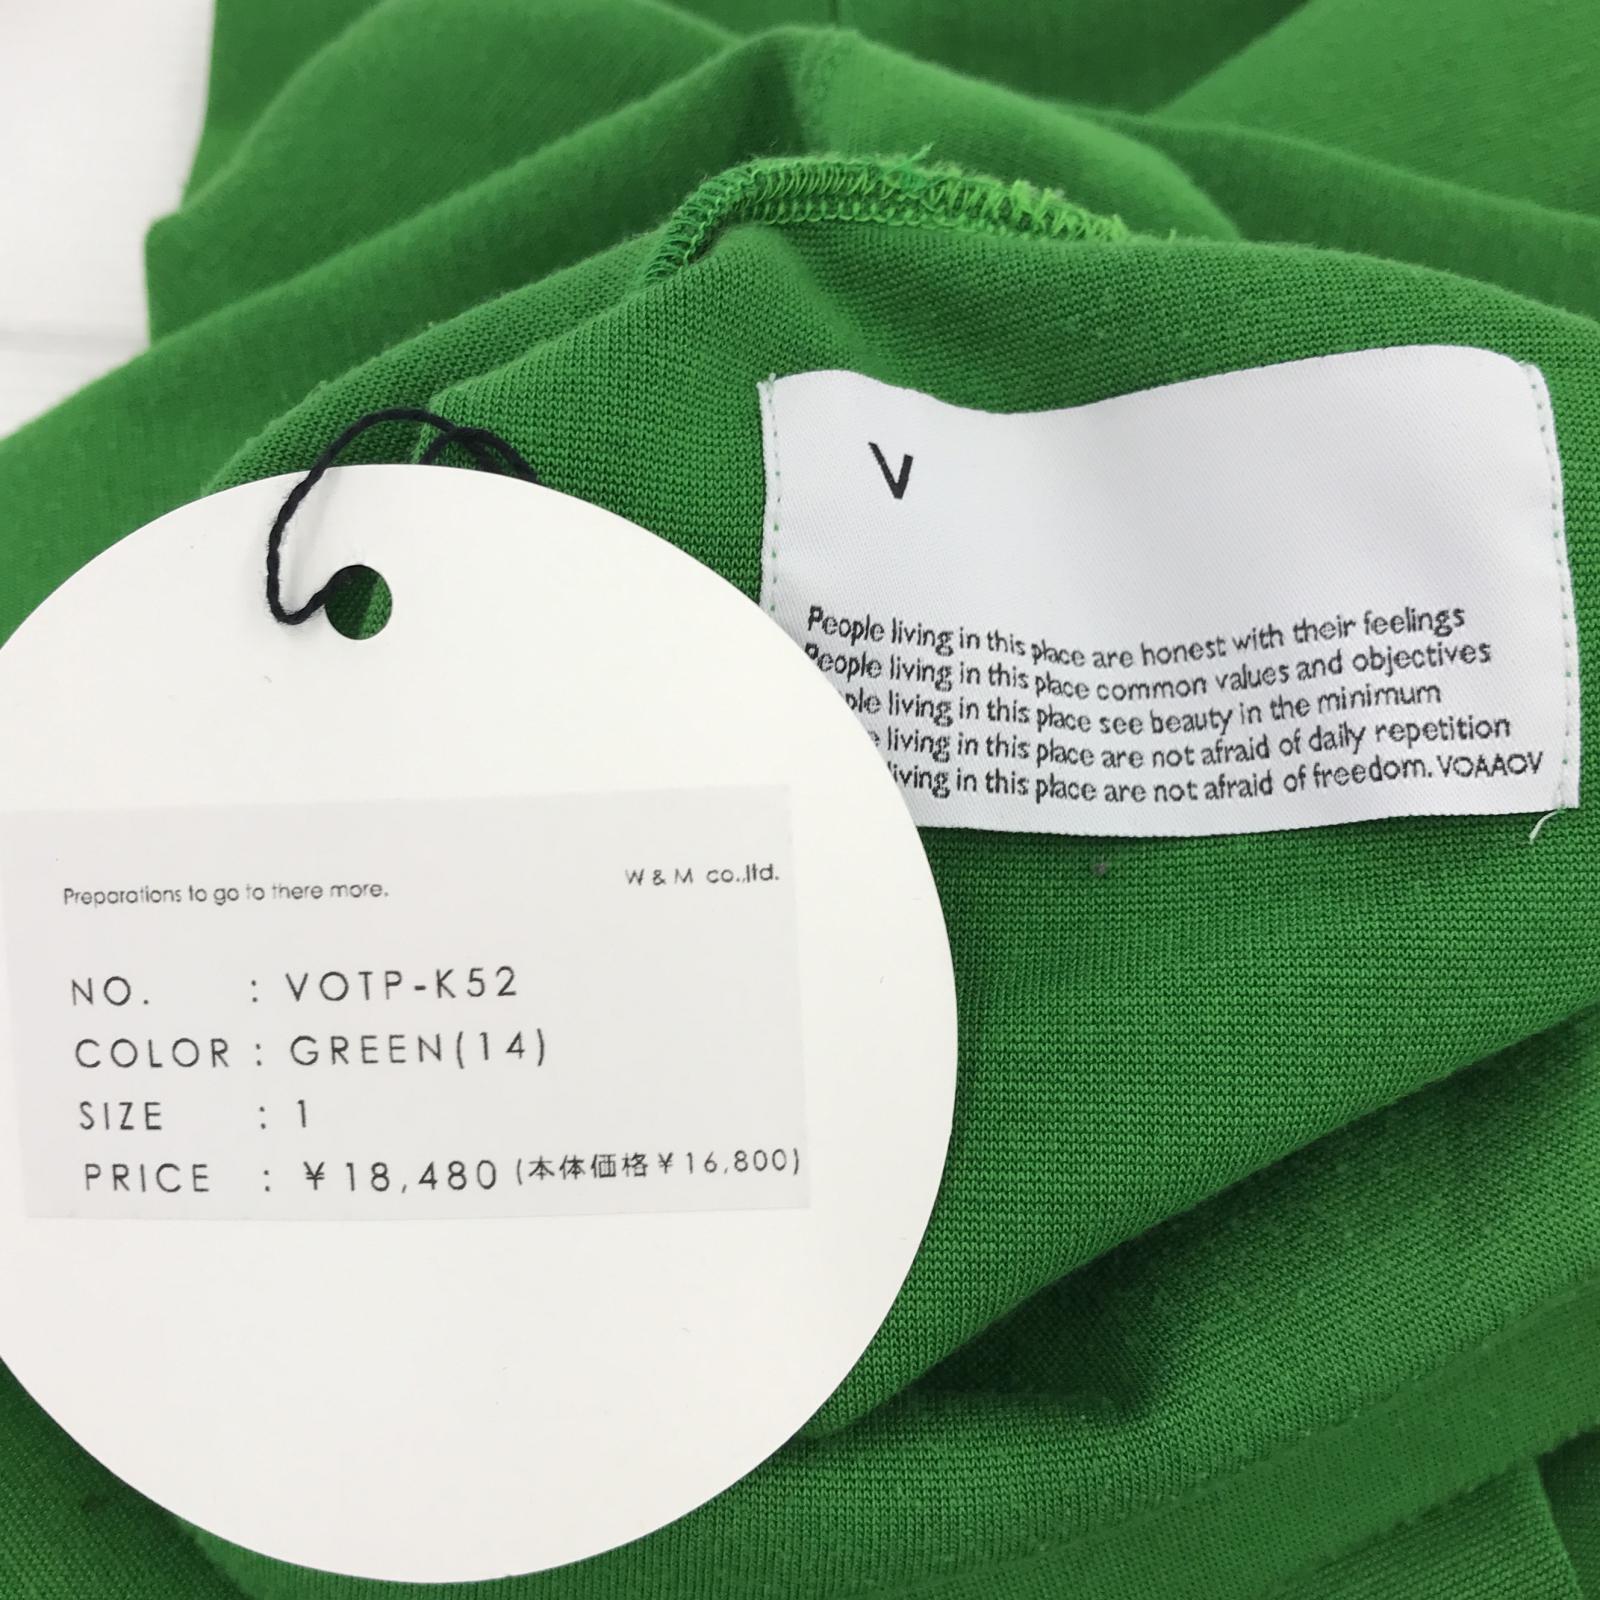 V
People living in this place are honest with their feelings
People living in this place common values and objectives
living in this place see beauty in the minimum
living in this place are not afraid of daily repetition
living in this place are not afraid of freedom. VOAAOV
Preparations to go to there more.
W & M co.,ltd.
NO. : VOTP-K52
COLOR : GREEN(14)
SIZE : 1
PRICE : ¥18,480 (本体価格¥16,800)